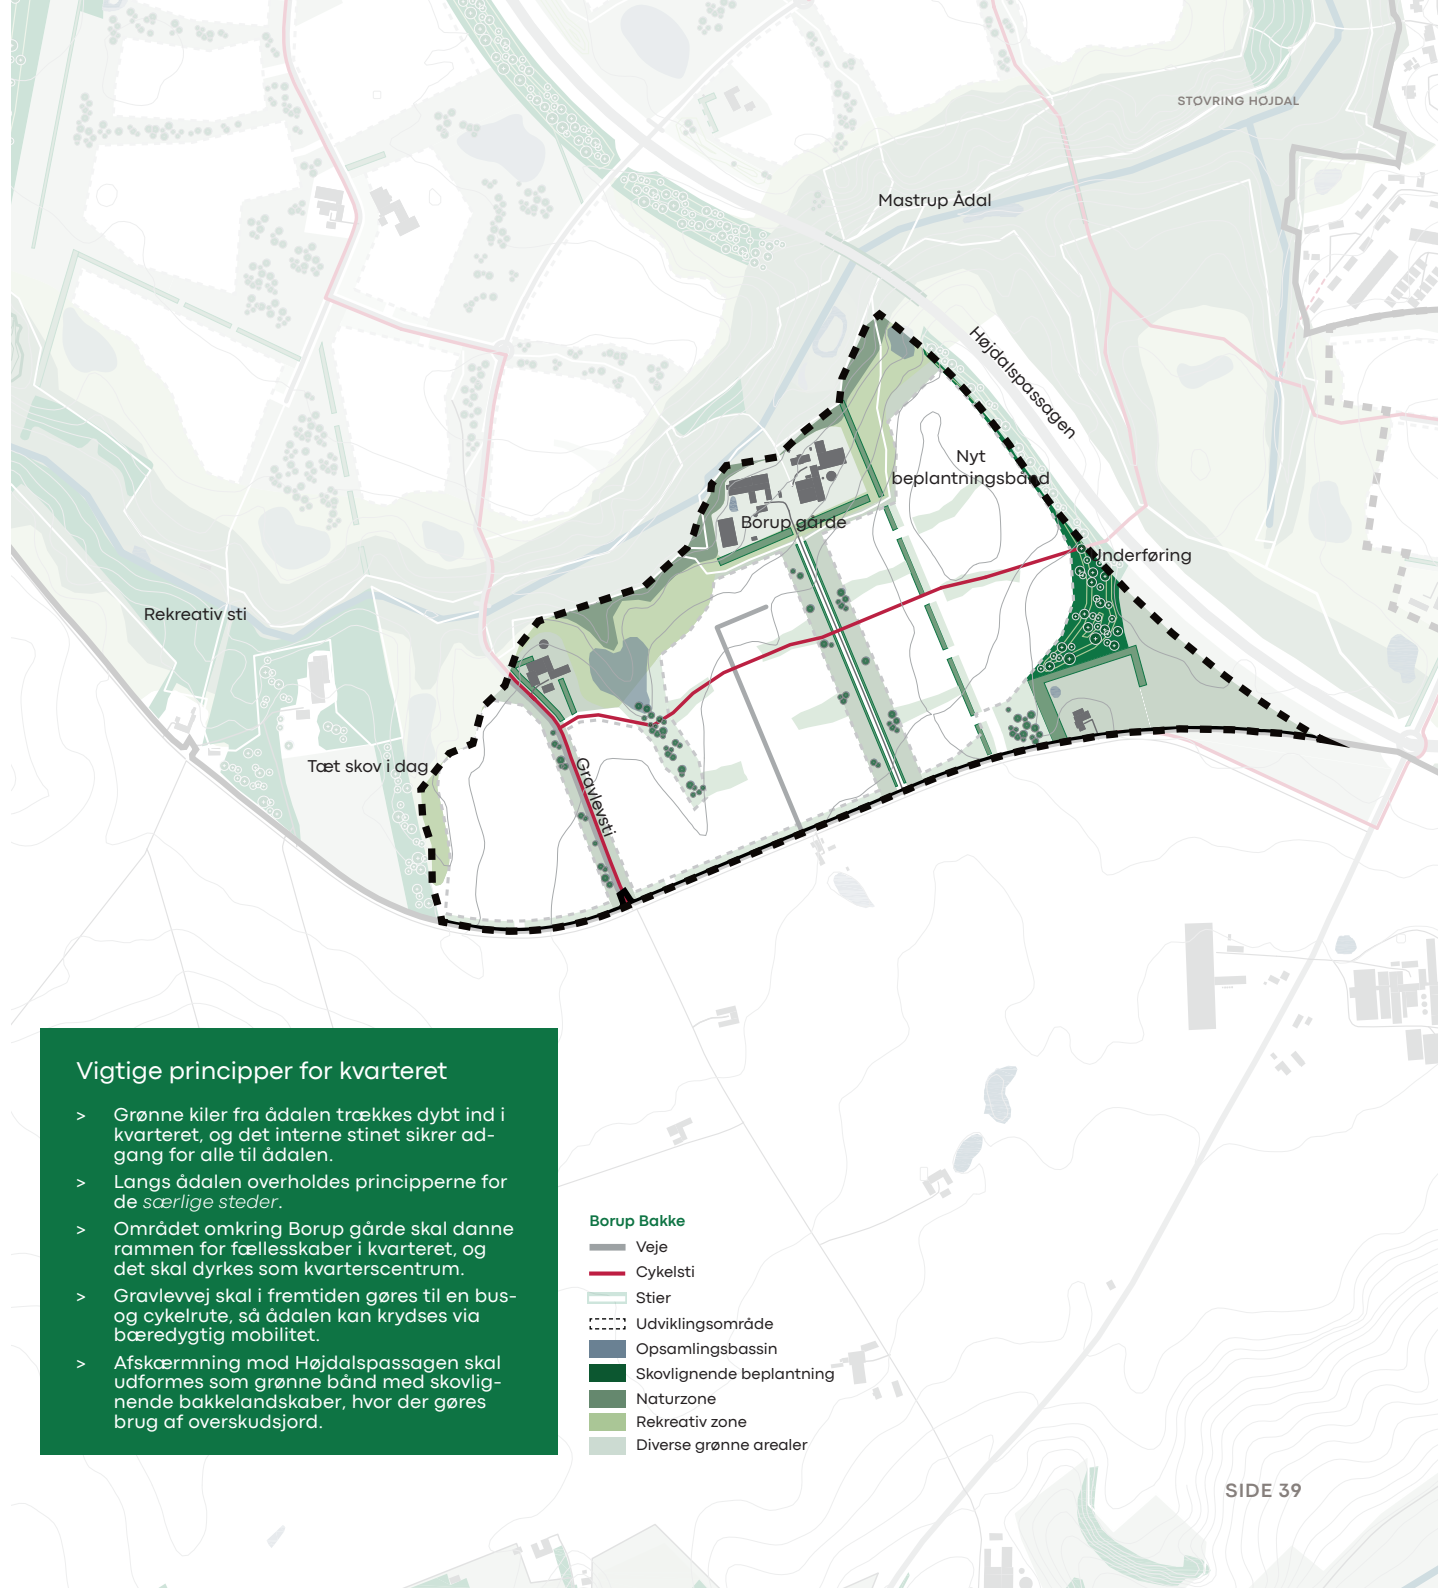 STØVRING HØJDAL
Mastrup Ådal
Højdalspassagen
Nyt
beplantningsbånd
Borup gårde
Underføring
Rekreativ sti
Tæt skov i dag
Gravlevsti
Vigtige principper for kvarteret
> Grønne kiler fra ådalen trækkes dybt ind i
kvarteret, og det interne stinet sikrer ad-
gang for alle til ådalen.
> Langs ådalen overholdes principperne for
de særlige steder.
> Området omkring Borup gårde skal danne
rammen for fællesskaber i kvarteret, og
det skal dyrkes som kvarterscentrum.
> Gravlevvej skal i fremtiden gøres til en bus-
og cykelrute, så ådalen kan krydses via
bæredygtig mobilitet.
> Afskærmning mod Højdalspassagen skal
udformes som grønne bånd med skovlig-
nende bakkelandskaber, hvor der gøres
brug af overskudsjord.
Borup Bakke
Veje
Cykelsti
Stier
Udviklingsområde
Opsamlingsbassin
Skovlignende beplantning
Naturzone
Rekreativ zone
Diverse grønne arealer
SIDE 39